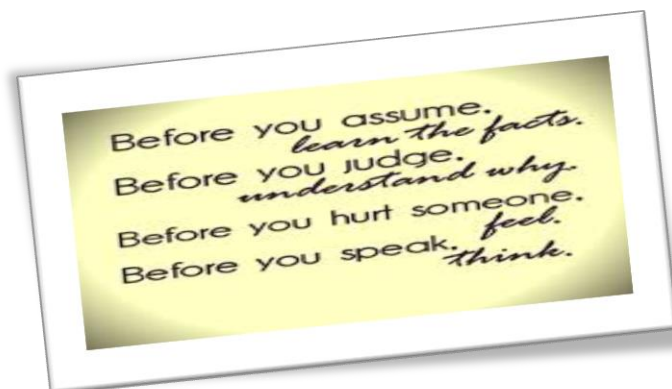 Before you assume.
learn the facts.
Before you judge.
understand why.
Before you hurt someone.
feel.
Before you speak.
think.